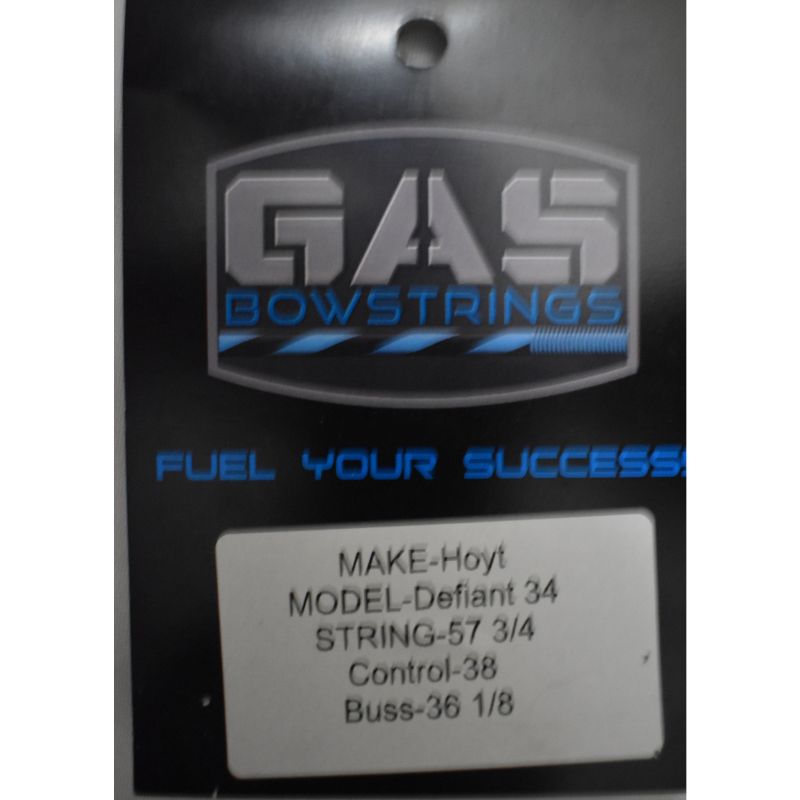 GAS
BOWSTRINGS
FUEL YOUR SUCCESS
MAKE-Hoyt
MODEL-Defiant 34
STRING-57 3/4
Control-38
Buss-36 1/8